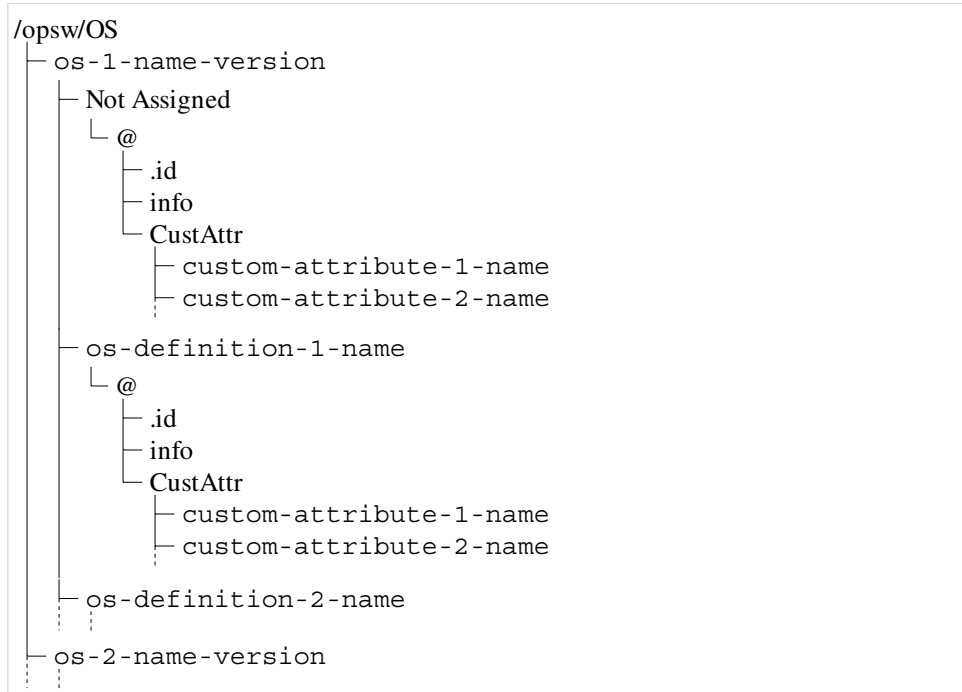 /opsw/OS
os-1-name-version
Not Assigned
@
.id
info
CustAttr
custom-attribute-1-name
custom-attribute-2-name
os-definition-1-name
@
.id
info
CustAttr
custom-attribute-1-name
custom-attribute-2-name
os-definition-2-name
os-2-name-version